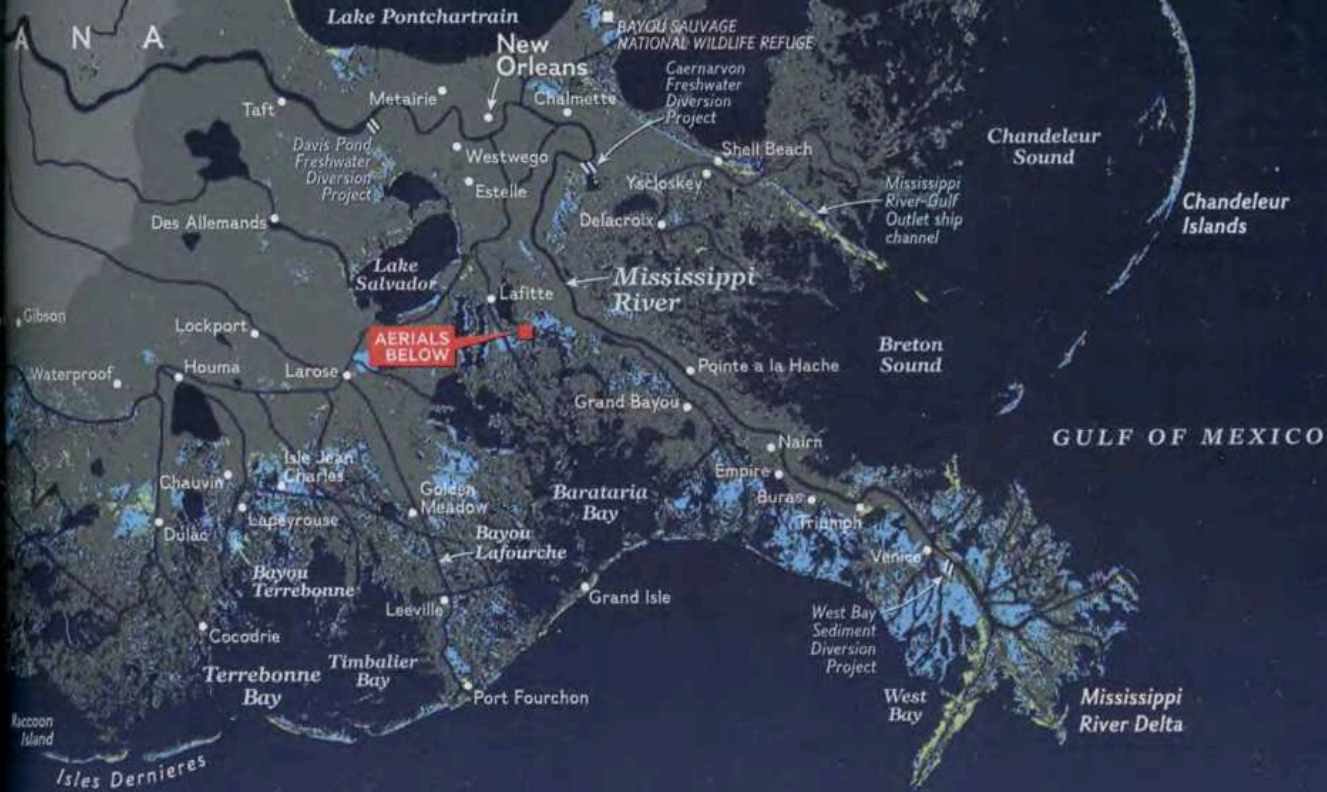 A N A
Lake Pontchartrain
BAYOU SAUVAGE
NATIONAL WILDLIFE REFUGE
New
Orleans
Caernarvon
Freshwater
Diversion
Project
Metairie
Chalmette
Taft
Davis Pond
Freshwater
Diversion
Project
Westwego
Estelle
Shell Beach
Yscloskey
Chandeleur
Sound
Mississippi
River-Gulf
Outlet ship
channel
Chandeleur
Islands
Des Allemands
Delacroix
Lake
Salvador
Mississippi
River
Lafitte
Gibson
Lockport
AERIALS
BELOW
Breton
Sound
Waterproof
Houma
Larose
Pointe a la Hache
Grand Bayou
GULF OF MEXICO
Nairn
Empire
Buras
Triumph
Venice
Isle Jean
Charles
Chauvin
Golden
Meadow
Barataria
Bay
Dulac
Lapeyrouse
Bayou
Lafourche
Bayou
Terrebonne
Leeville
Grand Isle
West Bay
Sediment
Diversion
Project
Cocodrie
Terrebonne
Bay
Timbalier
Bay
Port Fourchon
West
Bay
Mississippi
River Delta
Raccoon
Island
Isles Dernieres